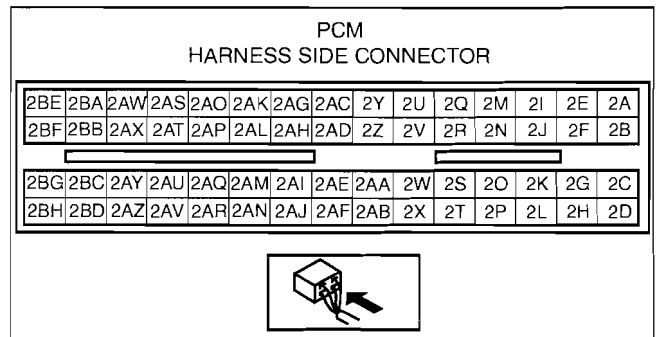 PCM
HARNESS SIDE CONNECTOR
2BE 2BA 2AW 2AS 2AO 2AK 2AG 2AC 2Y 2U 2Q 2M 2I 2E 2A
2BF 2BB 2AX 2AT 2AP 2AL 2AH 2AD 2Z 2V 2R 2N 2J 2F 2B
2BG 2BC 2AY 2AU 2AQ 2AM 2AI 2AE 2AA 2W 2S 2O 2K 2G 2C
2BH 2BD 2AZ 2AV 2AR 2AN 2AJ 2AF 2AB 2X 2T 2P 2L 2H 2D